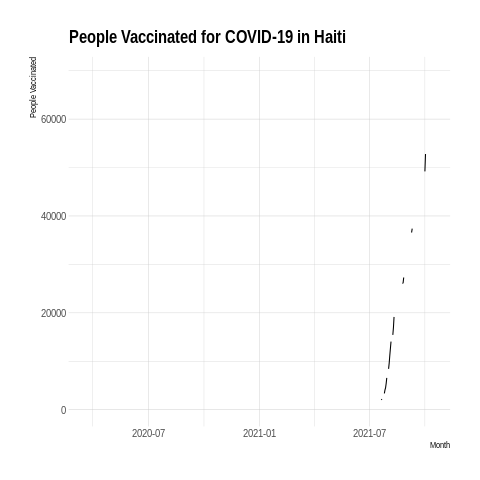 People Vaccinated for COVID-19 in Haiti
People Vaccinated
60000
40000
20000
0
2020-07
2021-01
2021-07
Month